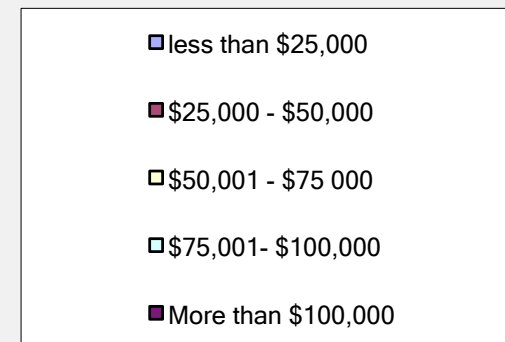 less than $25,000
$25,000 - $50,000
$50,001 - $75 000
$75,001- $100,000
More than $100,000